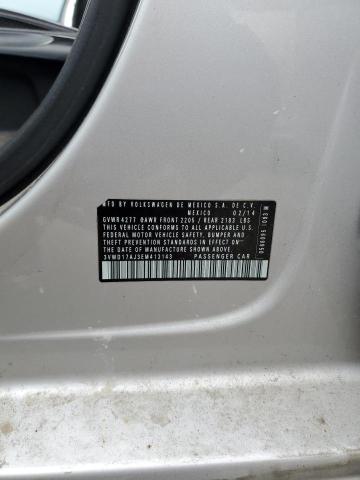 MFD BY VOLKSWAGEN DE MEXICO S.A. DE C.V.
MEXICO 02/14
GVWR 4277 GAWR FRONT 2205 / REAR 2183 LBS
THIS VEHICLE CONFORMS TO ALL APPLICABLE U.S.
FEDERAL MOTOR VEHICLE SAFETY, BUMPER AND
THEFT PREVENTION STANDARDS IN EFFECT ON THE
DATE OF MANUFACTURE SHOWN ABOVE.
3VWD17AJ3EM413143 PASSENGER CAR